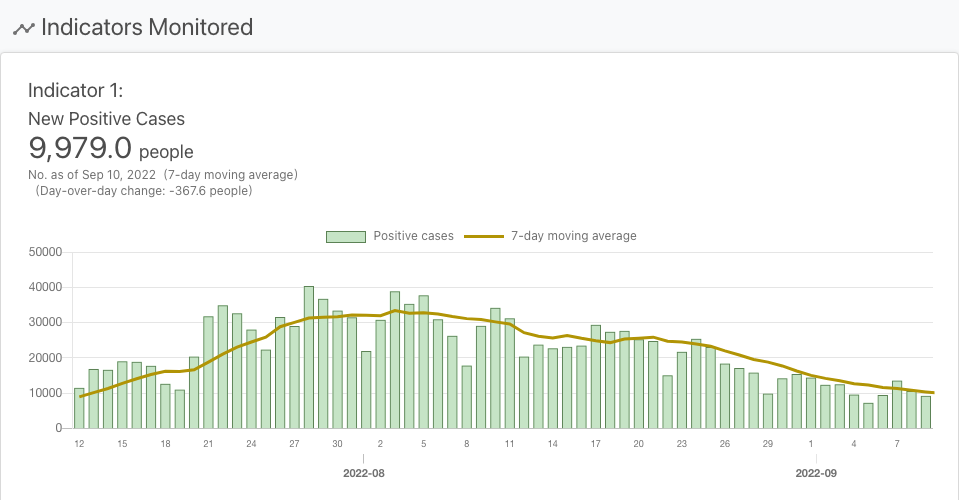 Indicators Monitored
Indicator 1:
New Positive Cases
9,979.0 people
No. as of Sep 10, 2022 (7-day moving average)
(Day-over-day change: -367.6 people)
Positive cases 7-day moving average
50000
40000
30000
20000
10000
0
12 15 18 21 24 27 30 2 5 8 11 14 17 20 23 26 29 1 4 7
2022-08 2022-09